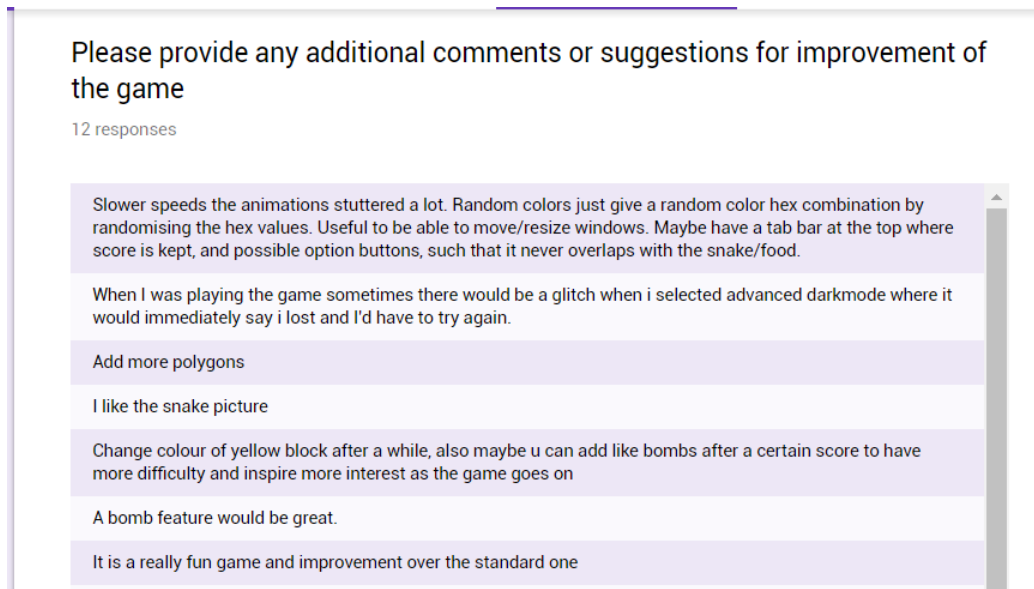 Please provide any additional comments or suggestions for improvement of
the game
12 responses
Slower speeds the animations stuttered a lot. Random colors just give a random color hex combination by
randomising the hex values. Useful to be able to move/resize windows. Maybe have a tab bar at the top where
score is kept, and possible option buttons, such that it never overlaps with the snake/food.
When I was playing the game sometimes there would be a glitch when i selected advanced darkmode where it
would immediately say i lost and I'd have to try again.
Add more polygons
I like the snake picture
Change colour of yellow block after a while, also maybe u can add like bombs after a certain score to have
more difficulty and inspire more interest as the game goes on
A bomb feature would be great.
It is a really fun game and improvement over the standard one